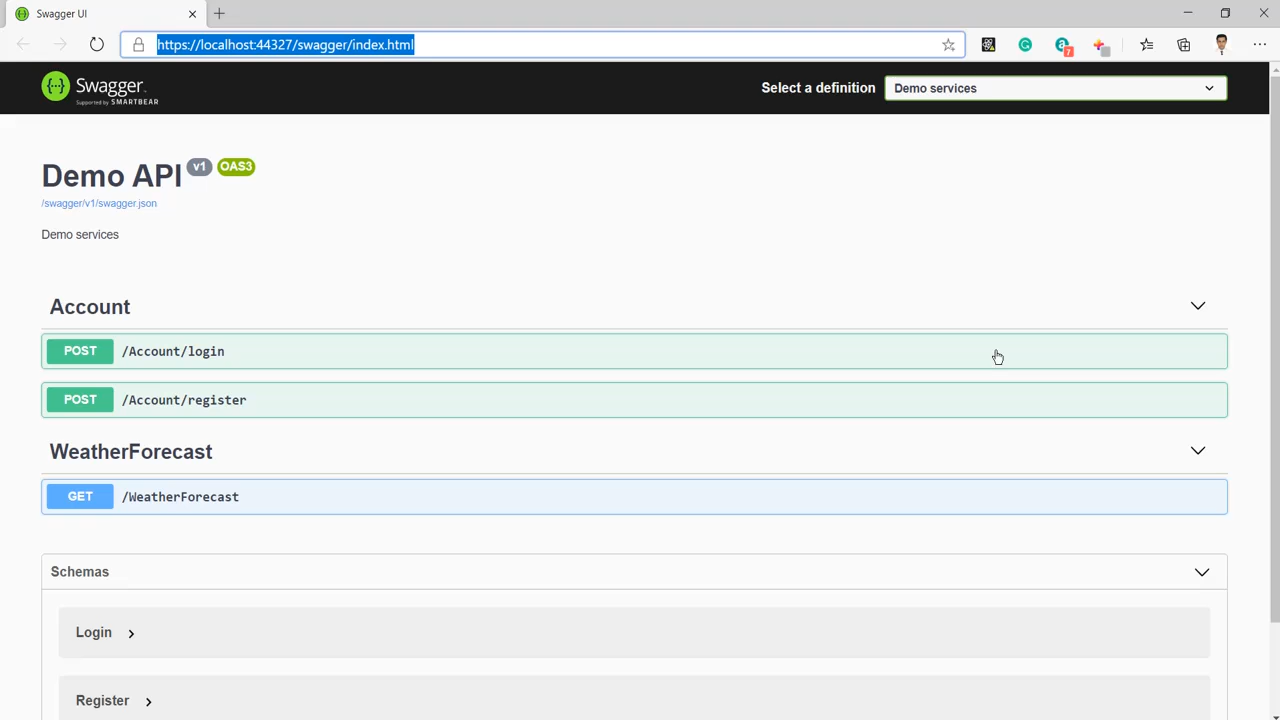 Swagger UI
https://localhost:44327/swagger/index.html
7
Swagger
Supported by SMARTBEAR
Select a definition
Demo services
Demo API v1 OAS3
/swagger/v1/swagger.json
Demo services
Account
POST /Account/login
POST /Account/register
WeatherForecast
GET /WeatherForecast
Schemas
Login
Register